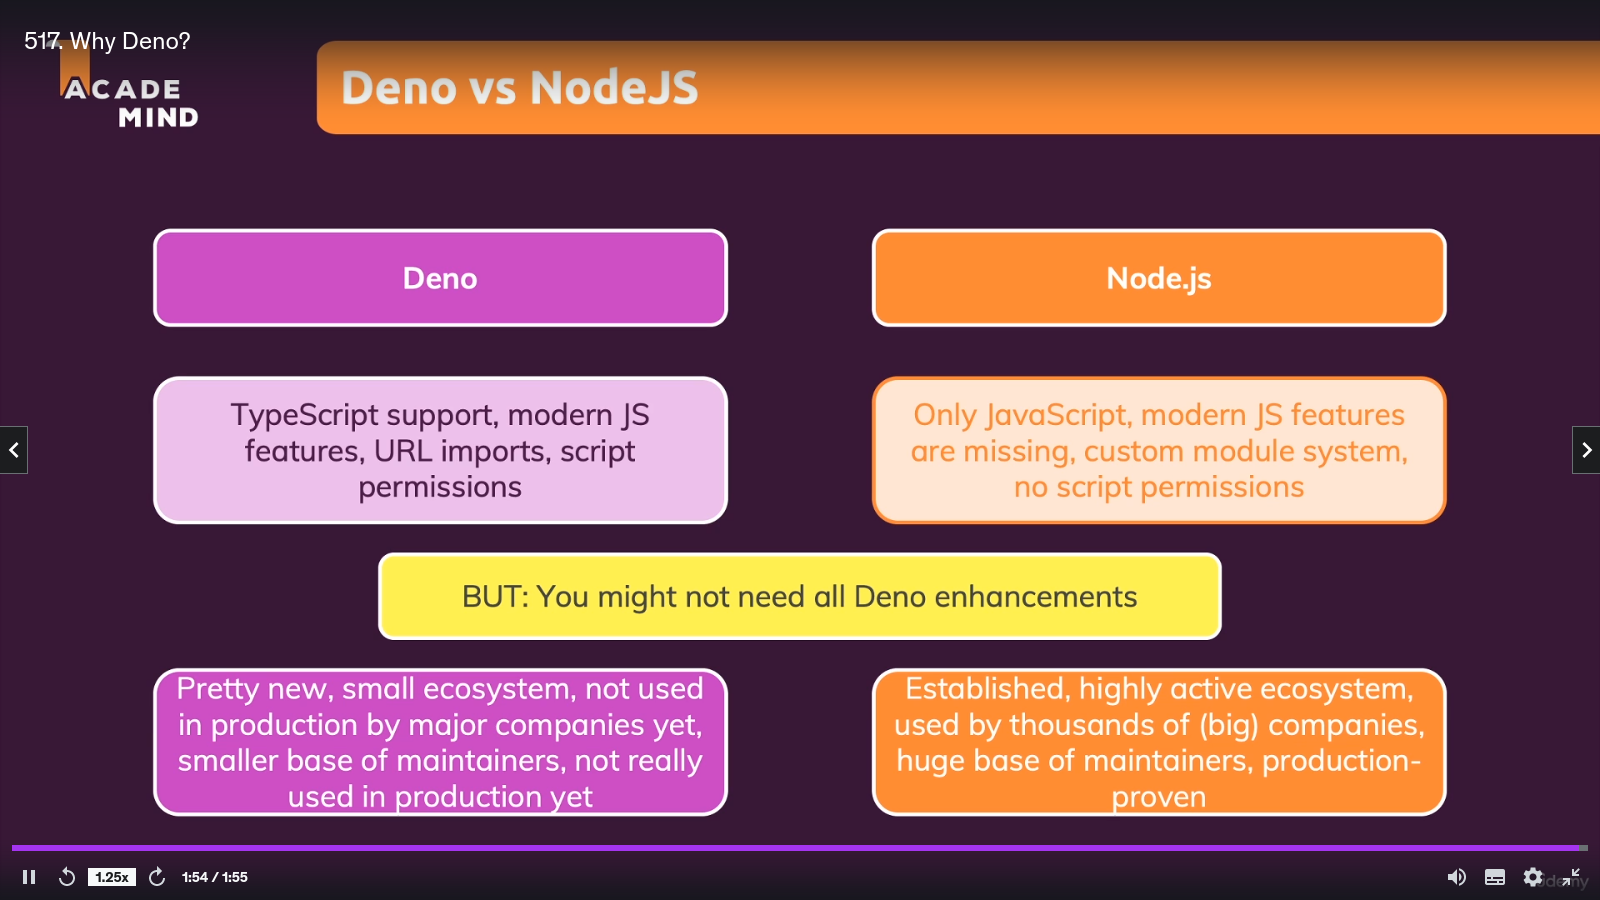 517. Why Deno?
ACADE
MIND
Deno vs NodeJS
Deno
Node.js
TypeScript support, modern JS
features, URL imports, script
permissions
Only JavaScript, modern JS features
are missing, custom module system,
no script permissions
BUT: You might not need all Deno enhancements
Pretty new, small ecosystem, not used
in production by major companies yet,
smaller base of maintainers, not really
used in production yet
Established, highly active ecosystem,
used by thousands of (big) companies,
huge base of maintainers, production-
proven
1.25x
1:54 / 1:55
udemy